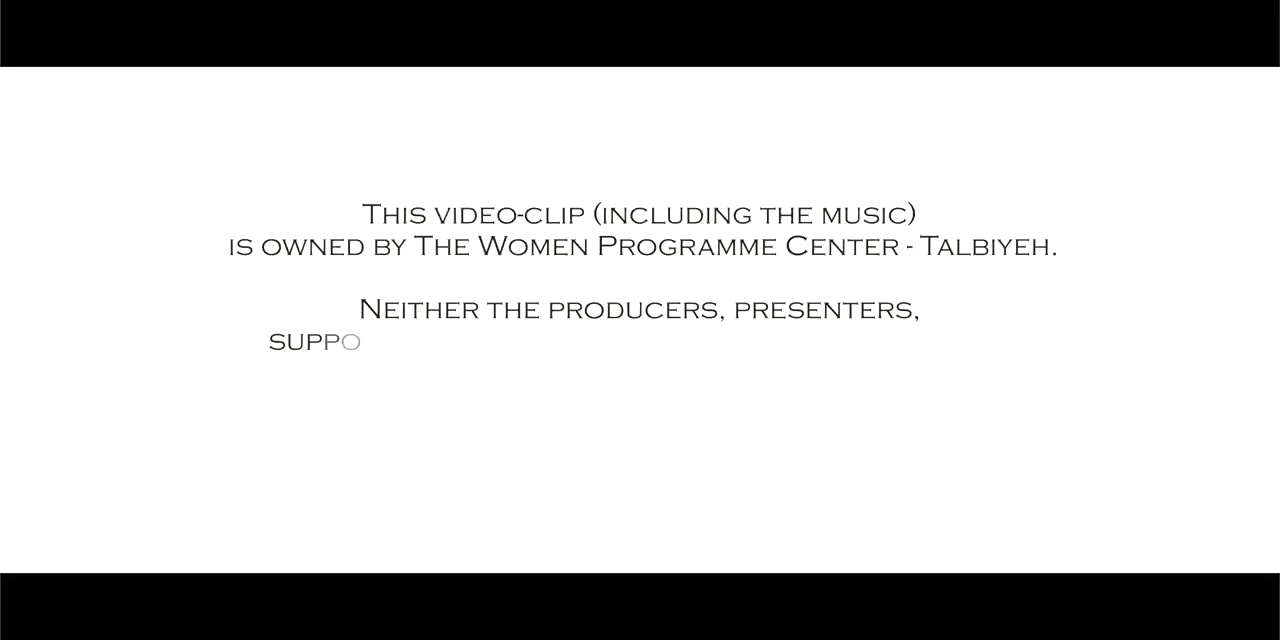 This video-clip (including the music)
is owned by The Women Programme Center - Talbiyeh.
Neither the producers, presenters,
suppo